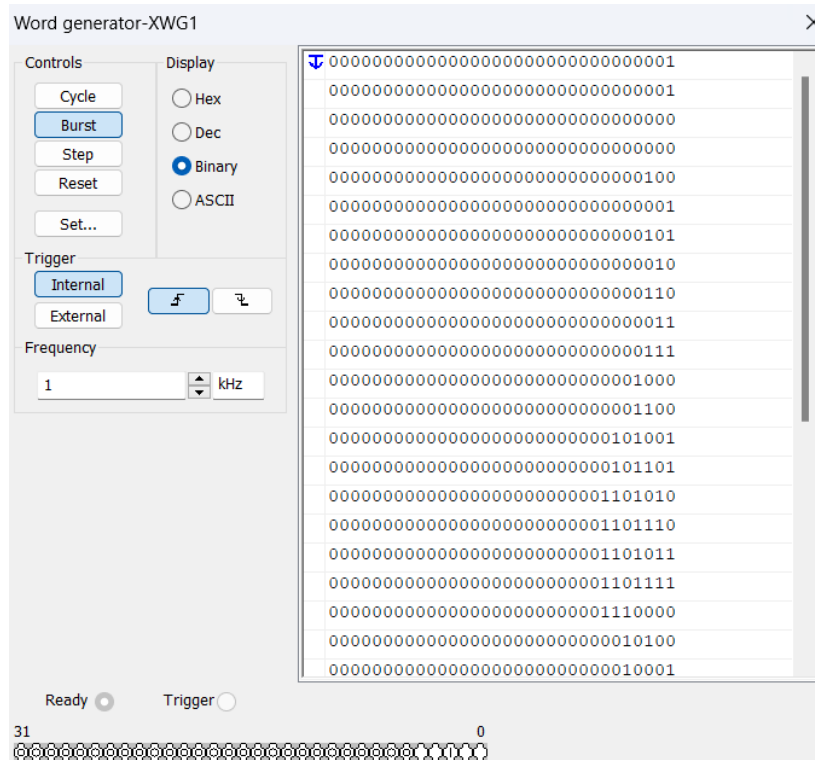 Word generator-XWG1
Controls
Cycle
Burst
Step
Reset
Set...
Display
Hex
Dec
Binary
ASCII
Trigger
Internal
External
Frequency
1
kHz
00000000000000000000000000000001
00000000000000000000000000000001
00000000000000000000000000000000
00000000000000000000000000000000
00000000000000000000000000000100
00000000000000000000000000000001
00000000000000000000000000000101
00000000000000000000000000000010
00000000000000000000000000000110
00000000000000000000000000000011
00000000000000000000000000000111
00000000000000000000000000001000
00000000000000000000000000001100
00000000000000000000000000101001
00000000000000000000000000101101
00000000000000000000000001101010
00000000000000000000000001101110
00000000000000000000000001101011
00000000000000000000000001101111
00000000000000000000000001110000
00000000000000000000000000010100
00000000000000000000000000010001
Ready
Trigger
31
0